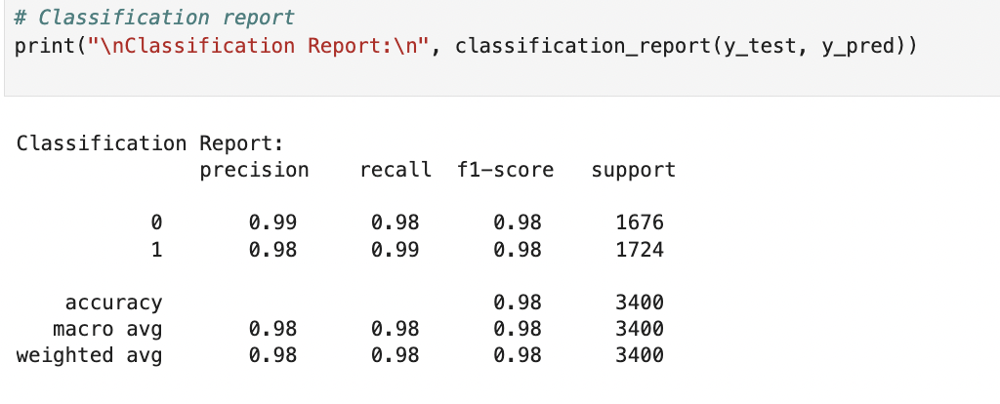 # Classification report
print("\nClassification Report:\n", classification_report(y_test, y_pred))
Classification Report:
precision recall f1-score support
0 0.99 0.98 0.98 1676
1 0.98 0.99 0.98 1724
accuracy 0.98 3400
macro avg 0.98 0.98 0.98 3400
weighted avg 0.98 0.98 0.98 3400